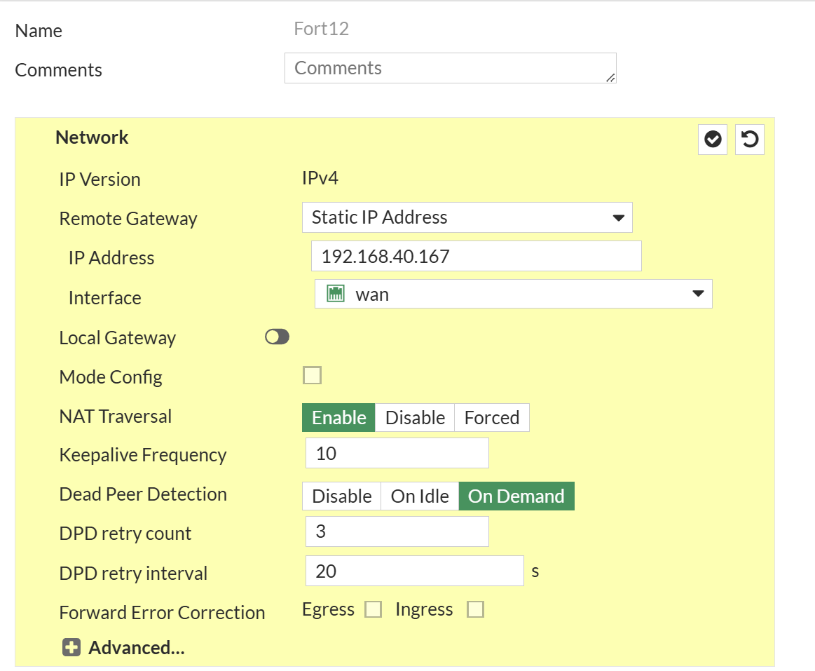 Name Fort12
Comments Comments
Network
IP Version IPv4
Remote Gateway Static IP Address
IP Address 192.168.40.167
Interface wan
Local Gateway
Mode Config
NAT Traversal Enable Disable Forced
Keepalive Frequency 10
Dead Peer Detection Disable On Idle On Demand
DPD retry count 3
DPD retry interval 20 s
Forward Error Correction Egress Ingress
Advanced...